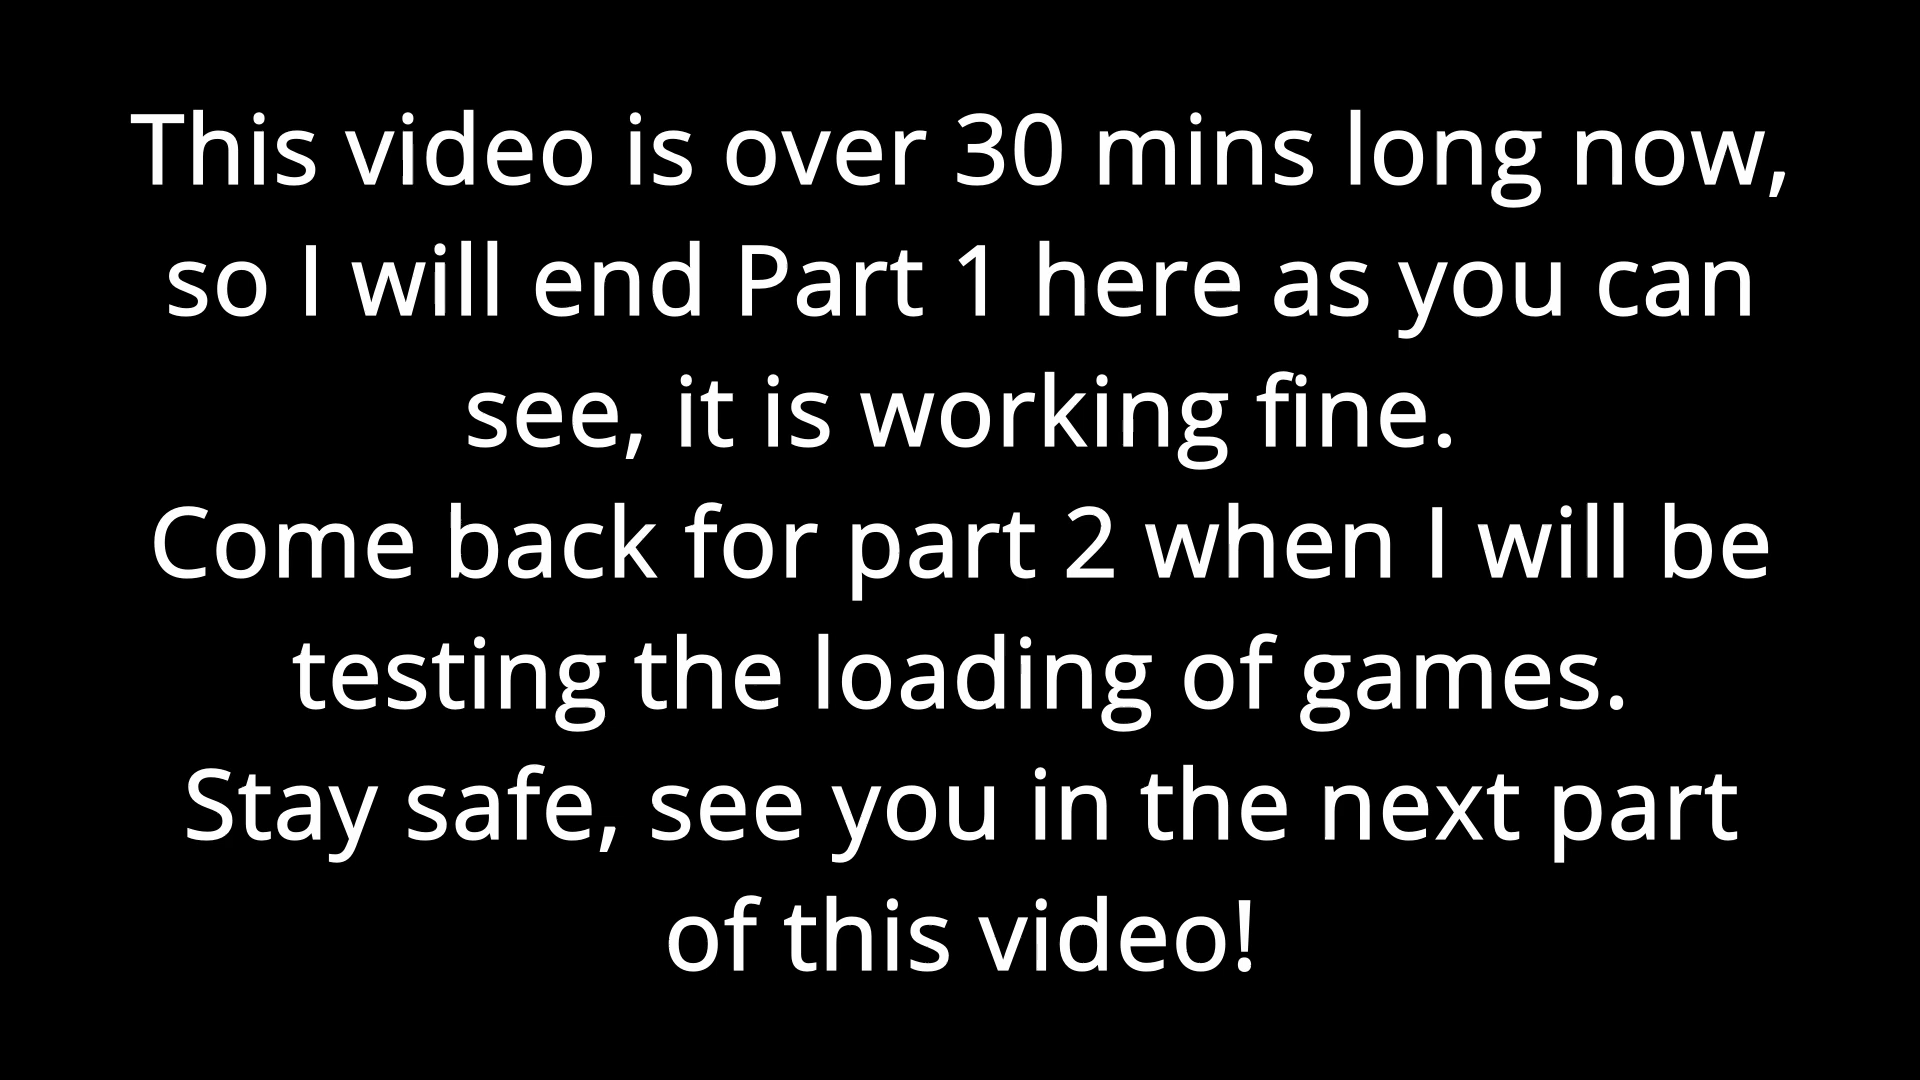 This video is over 30 mins long now,
so I will end Part 1 here as you can
see, it is working fine.
Come back for part 2 when I will be
testing the loading of games.
Stay safe, see you in the next part
of this video!